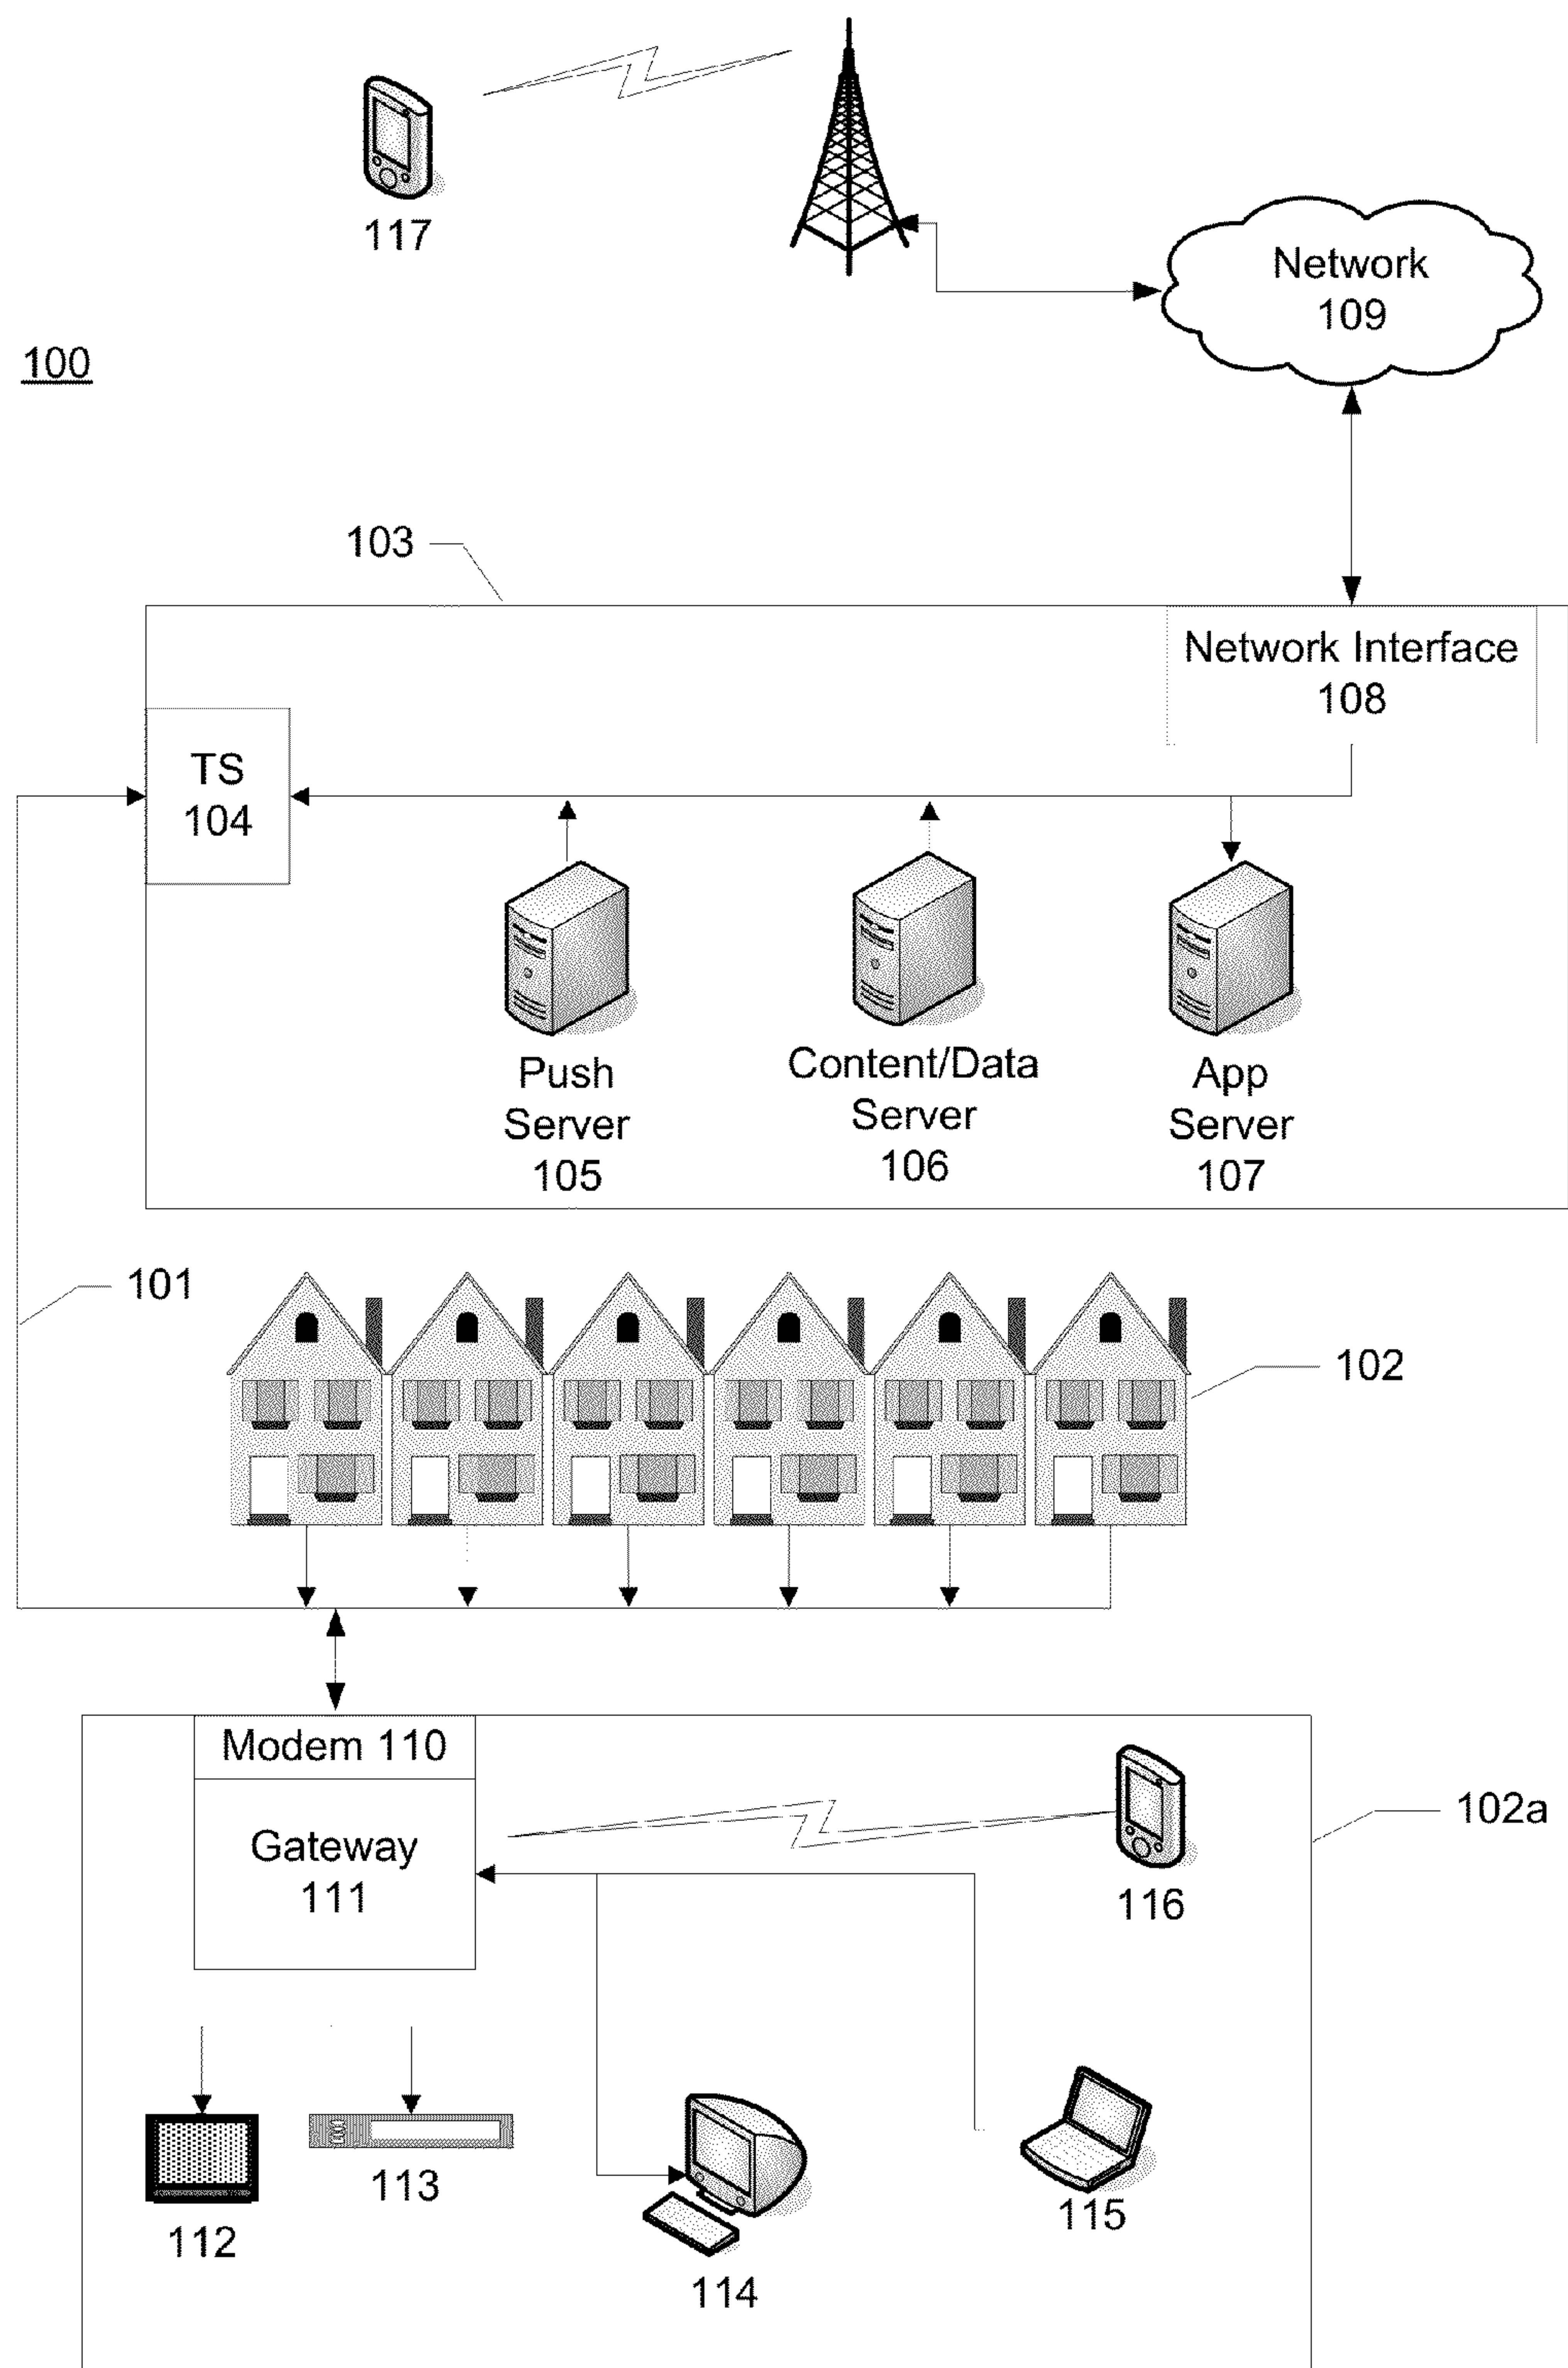 117
Network
109
100
103
Network Interface
108
TS
104
Push
Server
105
Content/Data
Server
106
App
Server
107
101
102
Modem 110
102a
Gateway
111
116
112
113
114
115